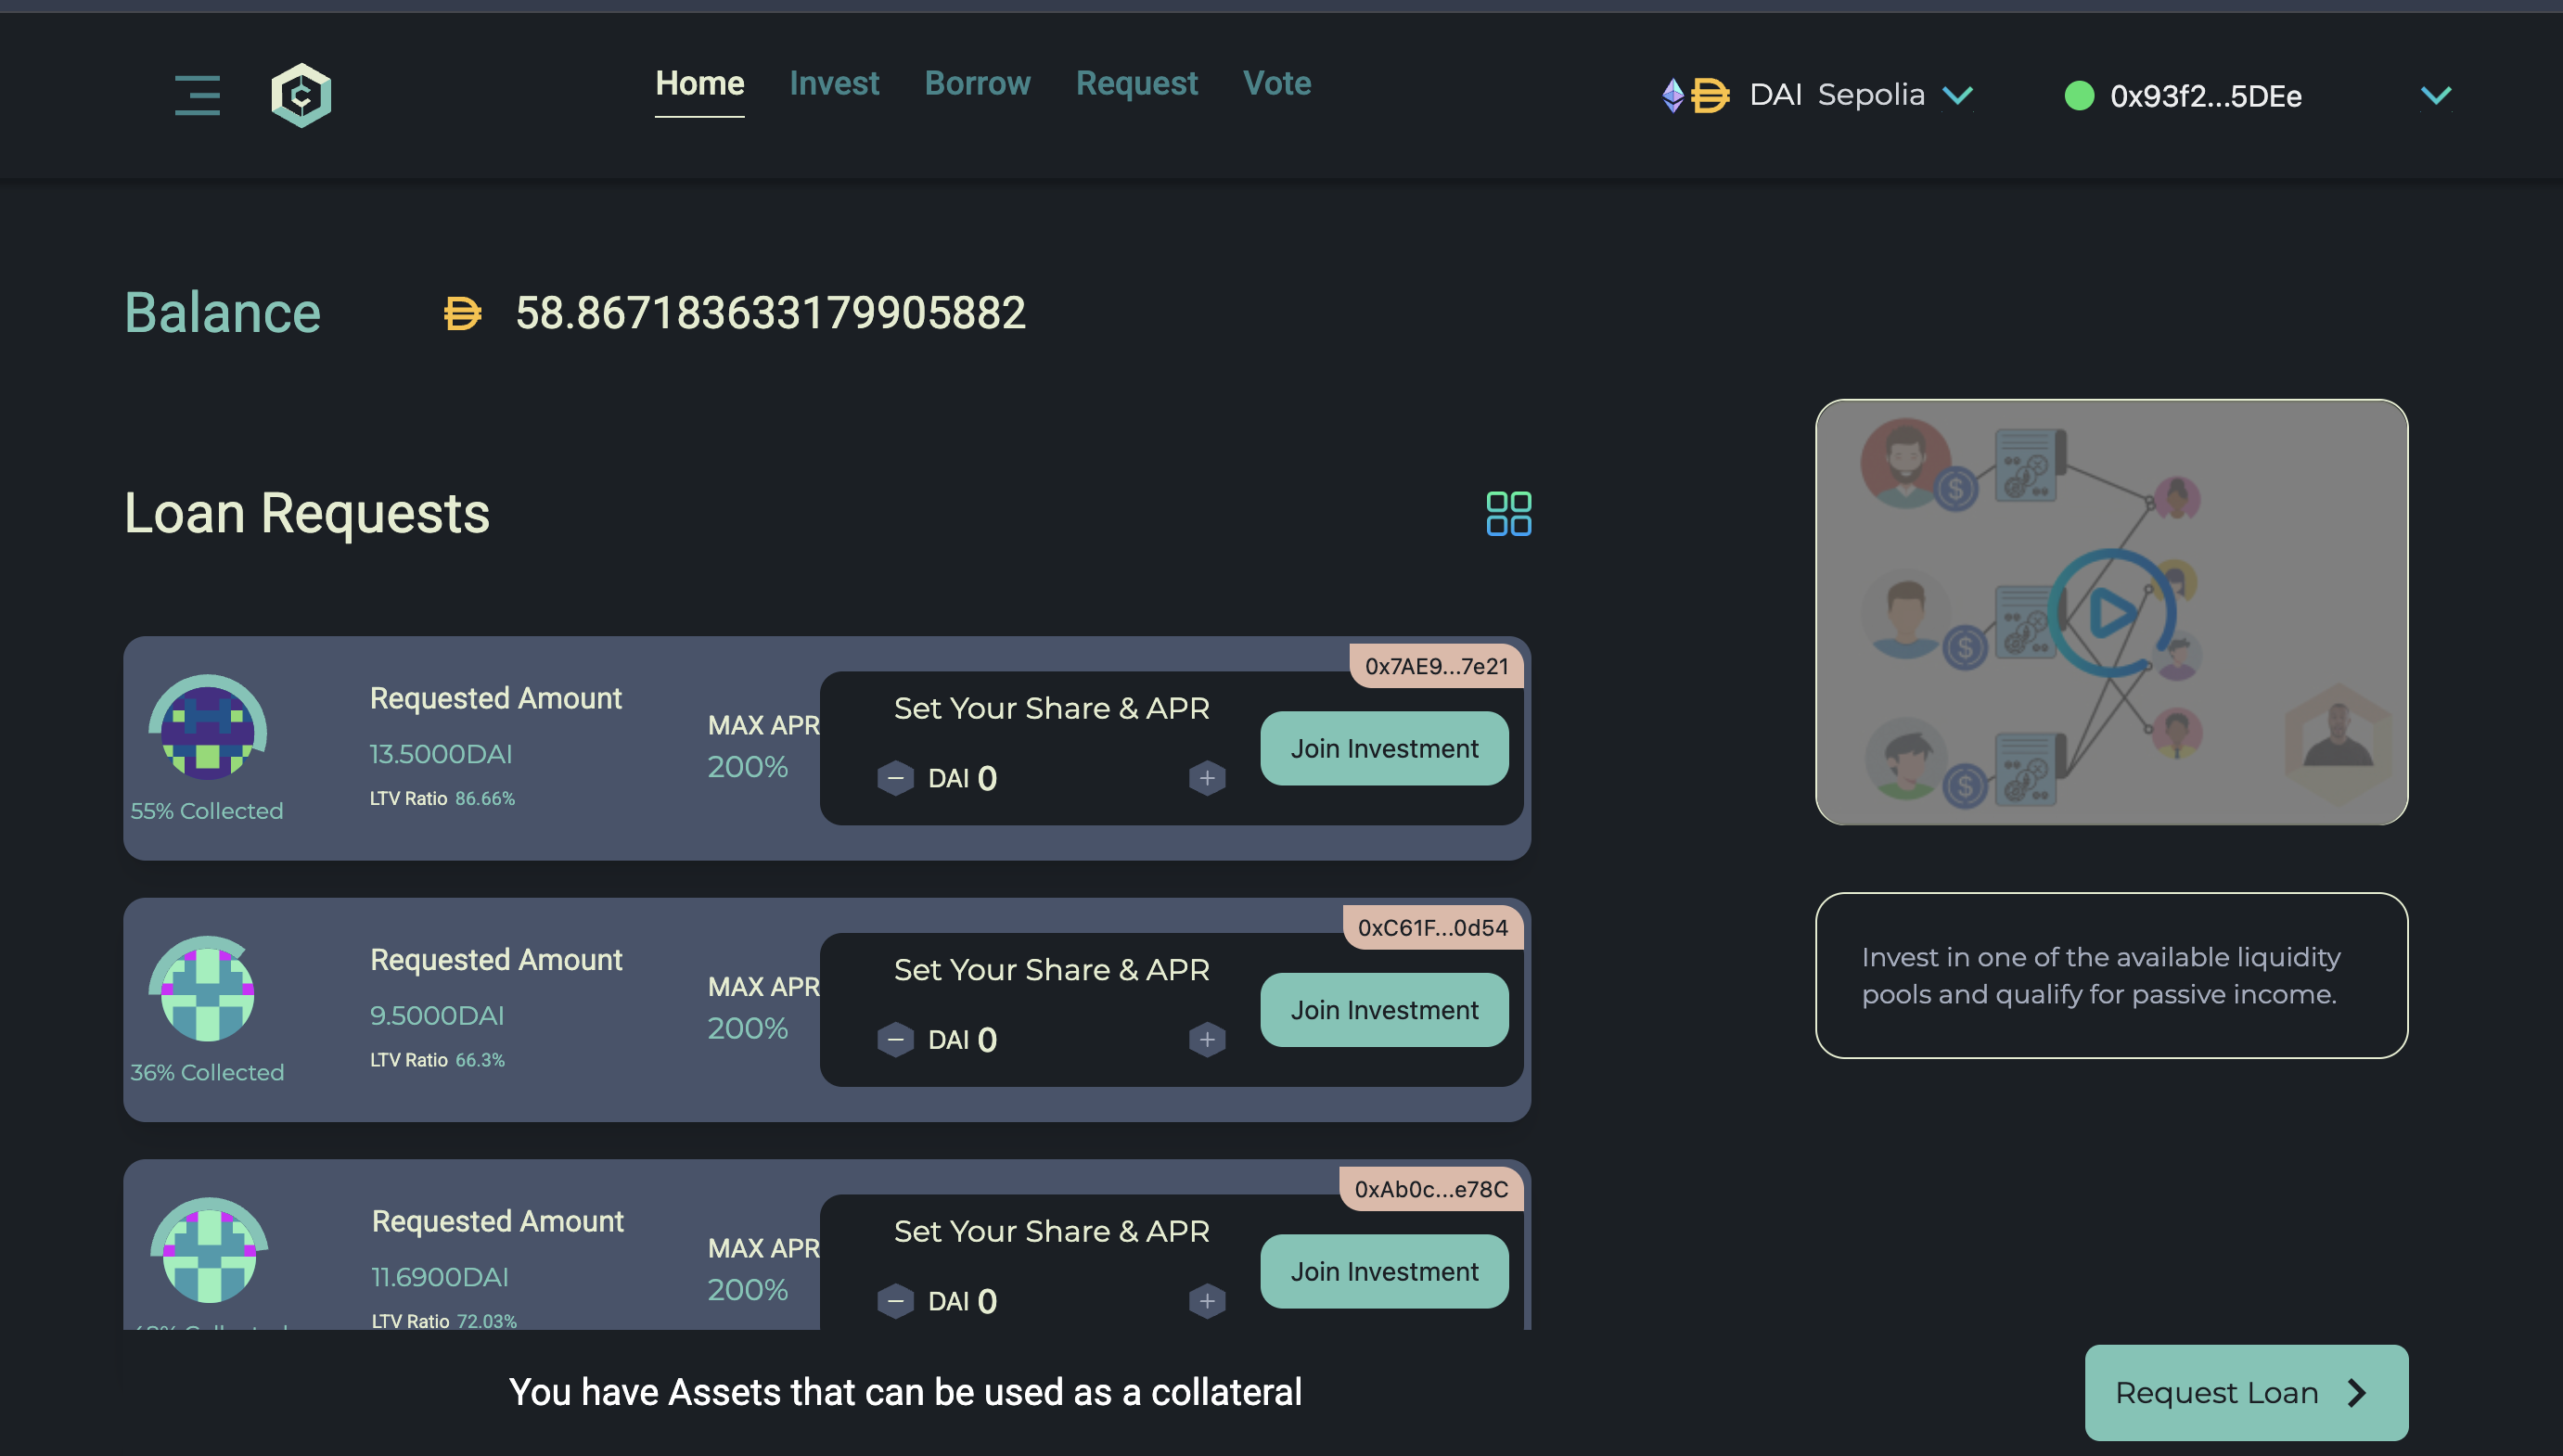 Home Invest Borrow Request Vote
DAI Sepolia
0x93f2...5DEe
Balance
58.867183633179905882
Loan Requests
0x7AE9...7e21
Requested Amount
13.5000DAI
LTV Ratio 86.66%
55% Collected
MAX APR
200%
Set Your Share & APR
− DAI 0 +
Join Investment
0xC61F...0d54
Requested Amount
9.5000DAI
LTV Ratio 66.3%
36% Collected
MAX APR
200%
Set Your Share & APR
− DAI 0 +
Join Investment
0xAb0c...e78C
Requested Amount
11.6900DAI
LTV Ratio 72.03%
MAX APR
200%
Set Your Share & APR
− DAI 0 +
Join Investment
Invest in one of the available liquidity
pools and qualify for passive income.
You have Assets that can be used as a collateral
Request Loan